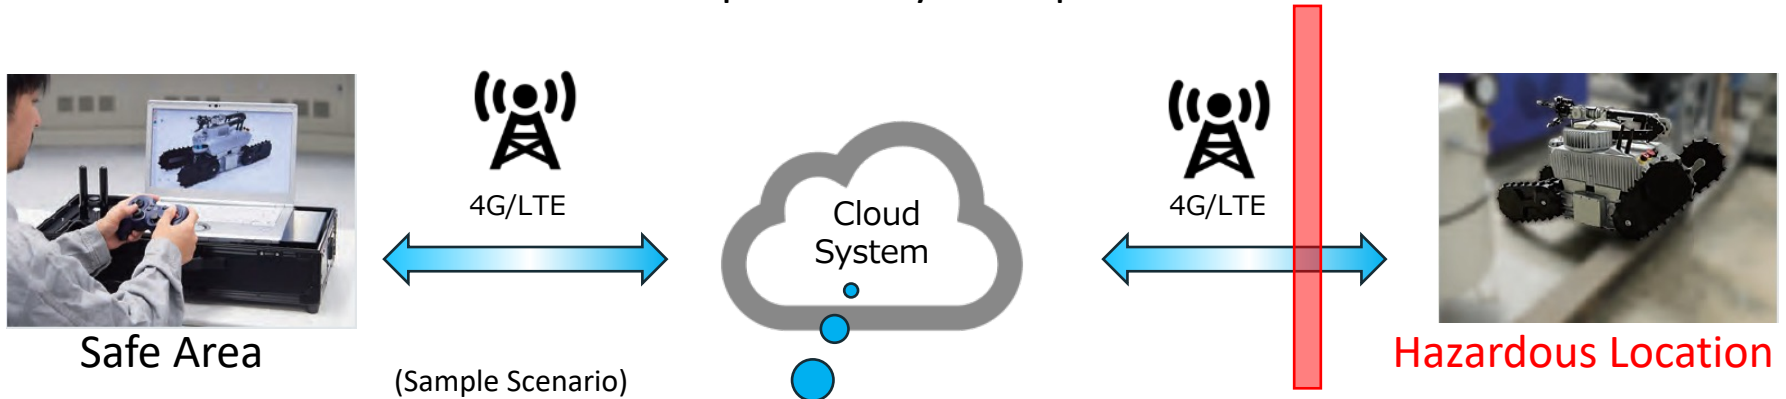 4G/LTE
4G/LTE
Cloud
System
Safe Area
Hazardous Location
(Sample Scenario)